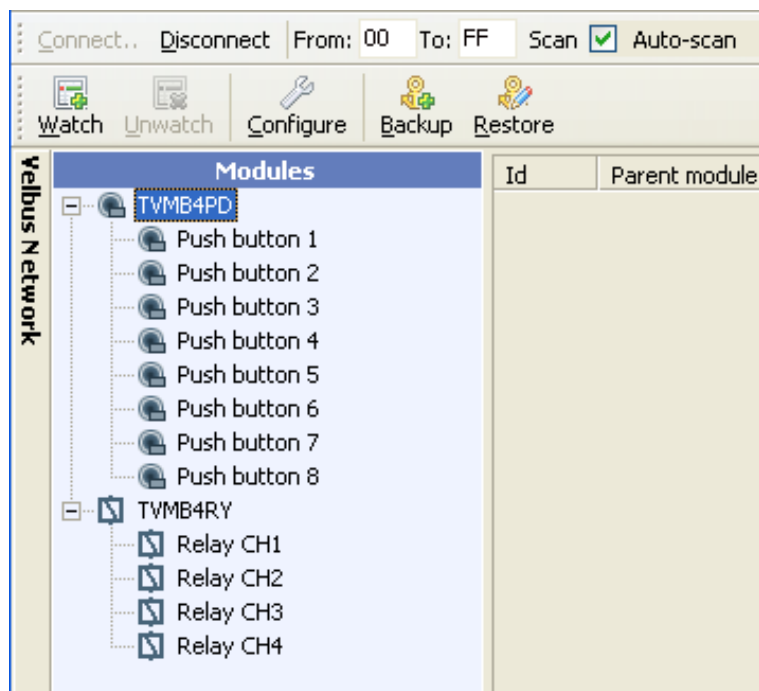 Connect.. Disconnect From: 00 To: FF Scan Auto-scan
Watch Unwatch Configure Backup Restore
Velbus Network
Modules
Id Parent module
TVMB4PD
Push button 1
Push button 2
Push button 3
Push button 4
Push button 5
Push button 6
Push button 7
Push button 8
TVMB4RY
Relay CH1
Relay CH2
Relay CH3
Relay CH4